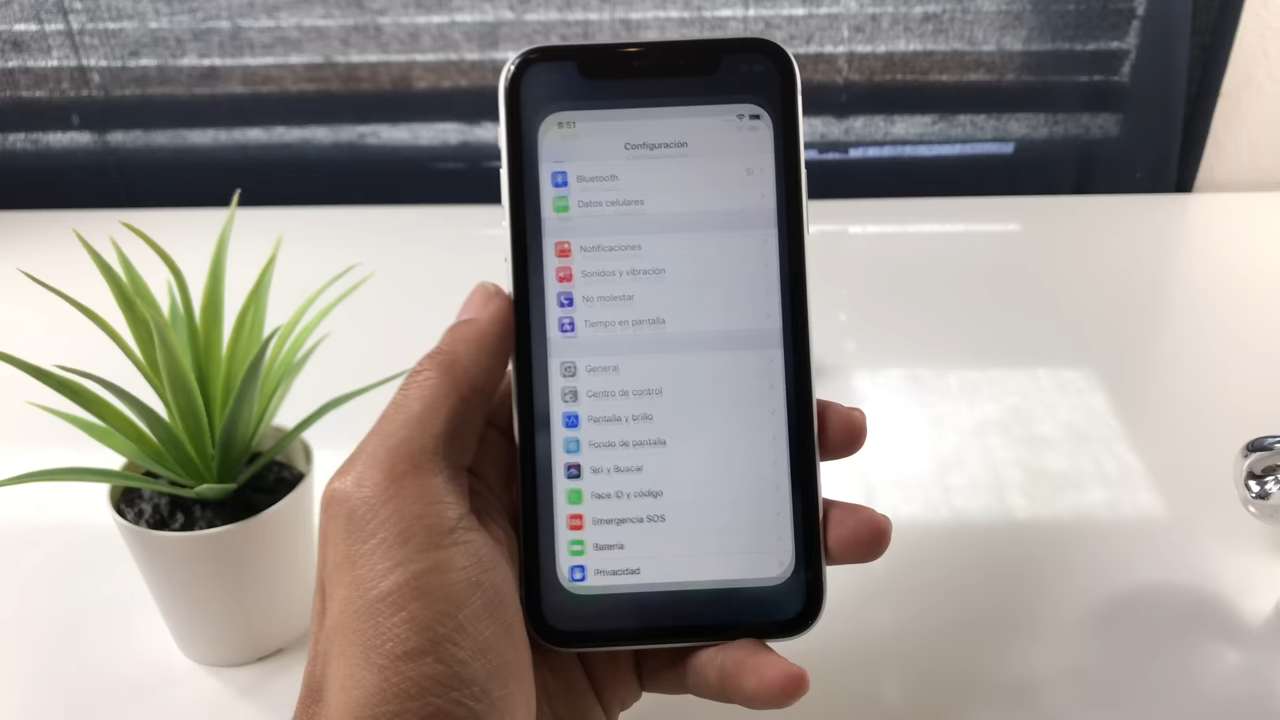 9:51
Configuración
Bluetooth
Sí
Datos celulares
Notificaciones
Sonidos y vibración
No molestar
Tiempo en pantalla
General
Centro de control
Pantalla y brillo
Fondo de pantalla
Siri y Buscar
Face ID y código
SOS
Emergencia SOS
Batería
Privacidad